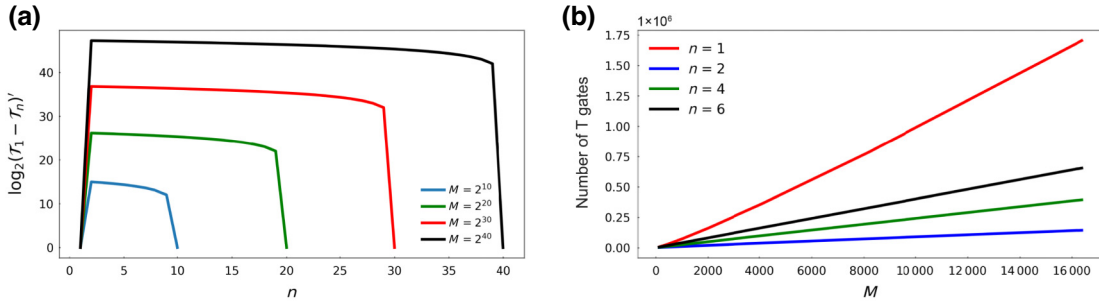 (a)
log₂(𝒯₁ − 𝒯ₙ)′
40
30
20
10
0
M = 2¹⁰
M = 2²⁰
M = 2³⁰
M = 2⁴⁰
0 5 10 15 20 25 30 35 40
n
(b)
1×10⁶
Number of T gates
1.75
1.50
1.25
1.00
0.75
0.50
0.25
0.00
n = 1
n = 2
n = 4
n = 6
0 2000 4000 6000 8000 10 000 12 000 14 000 16 000
M